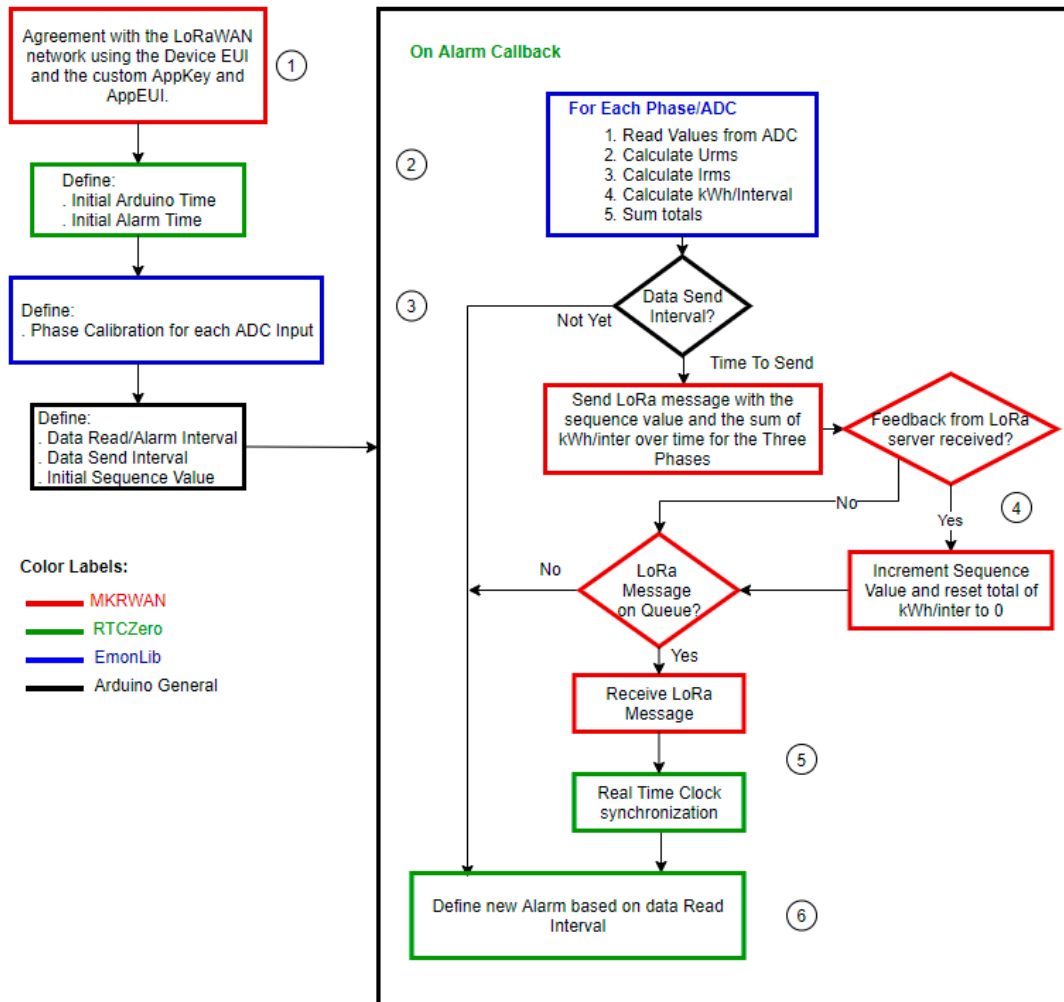 Agreement with the LoRaWAN
network using the Device EUI
and the custom AppKey and
AppEUI.
1
Define:
. Initial Arduino Time
. Initial Alarm Time
Define:
. Phase Calibration for each ADC Input
Define:
. Data Read/Alarm Interval
. Data Send Interval
. Initial Sequence Value
Color Labels:
MKRWAN
RTCZero
EmonLib
Arduino General
On Alarm Callback
2
For Each Phase/ADC
1. Read Values from ADC
2. Calculate Urms
3. Calculate Irms
4. Calculate kWh/Interval
5. Sum totals
3
Data Send
Interval?
Not Yet
Time To Send
Send LoRa message with the
sequence value and the sum of
kWh/inter over time for the Three
Phases
Feedback from LoRa
server received?
No
Yes
4
Increment Sequence
Value and reset total of
kWh/inter to 0
LoRa
Message
on Queue?
No
Yes
Receive LoRa
Message
5
Real Time Clock
synchronization
Define new Alarm based on data Read
Interval
6